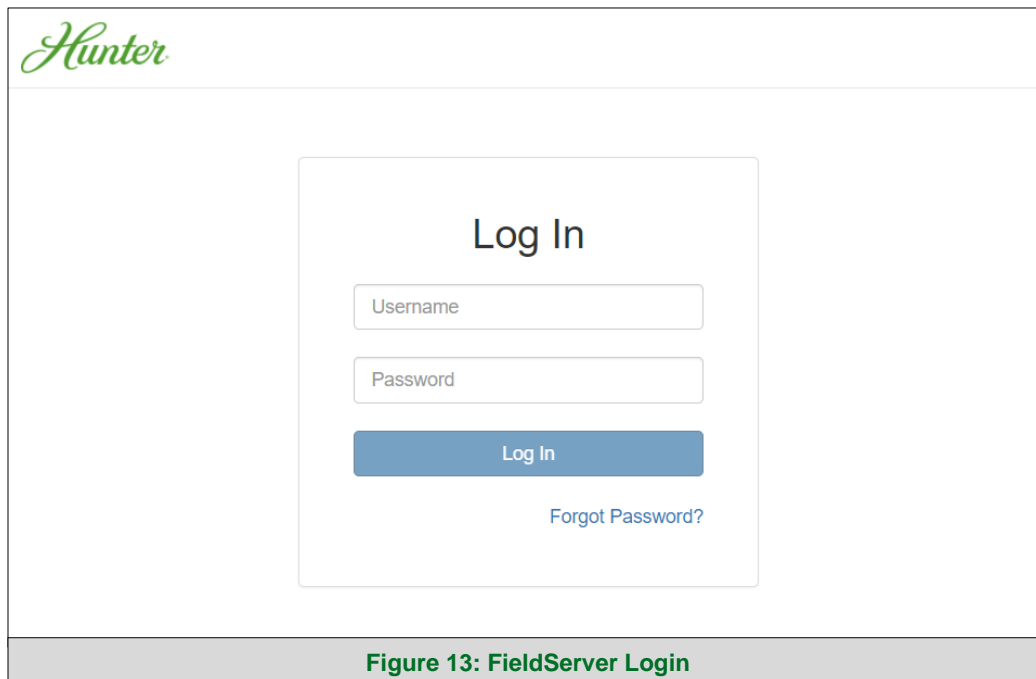 Hunter
Log In
Username
Password
Log In
Forgot Password?
Figure 13: FieldServer Login